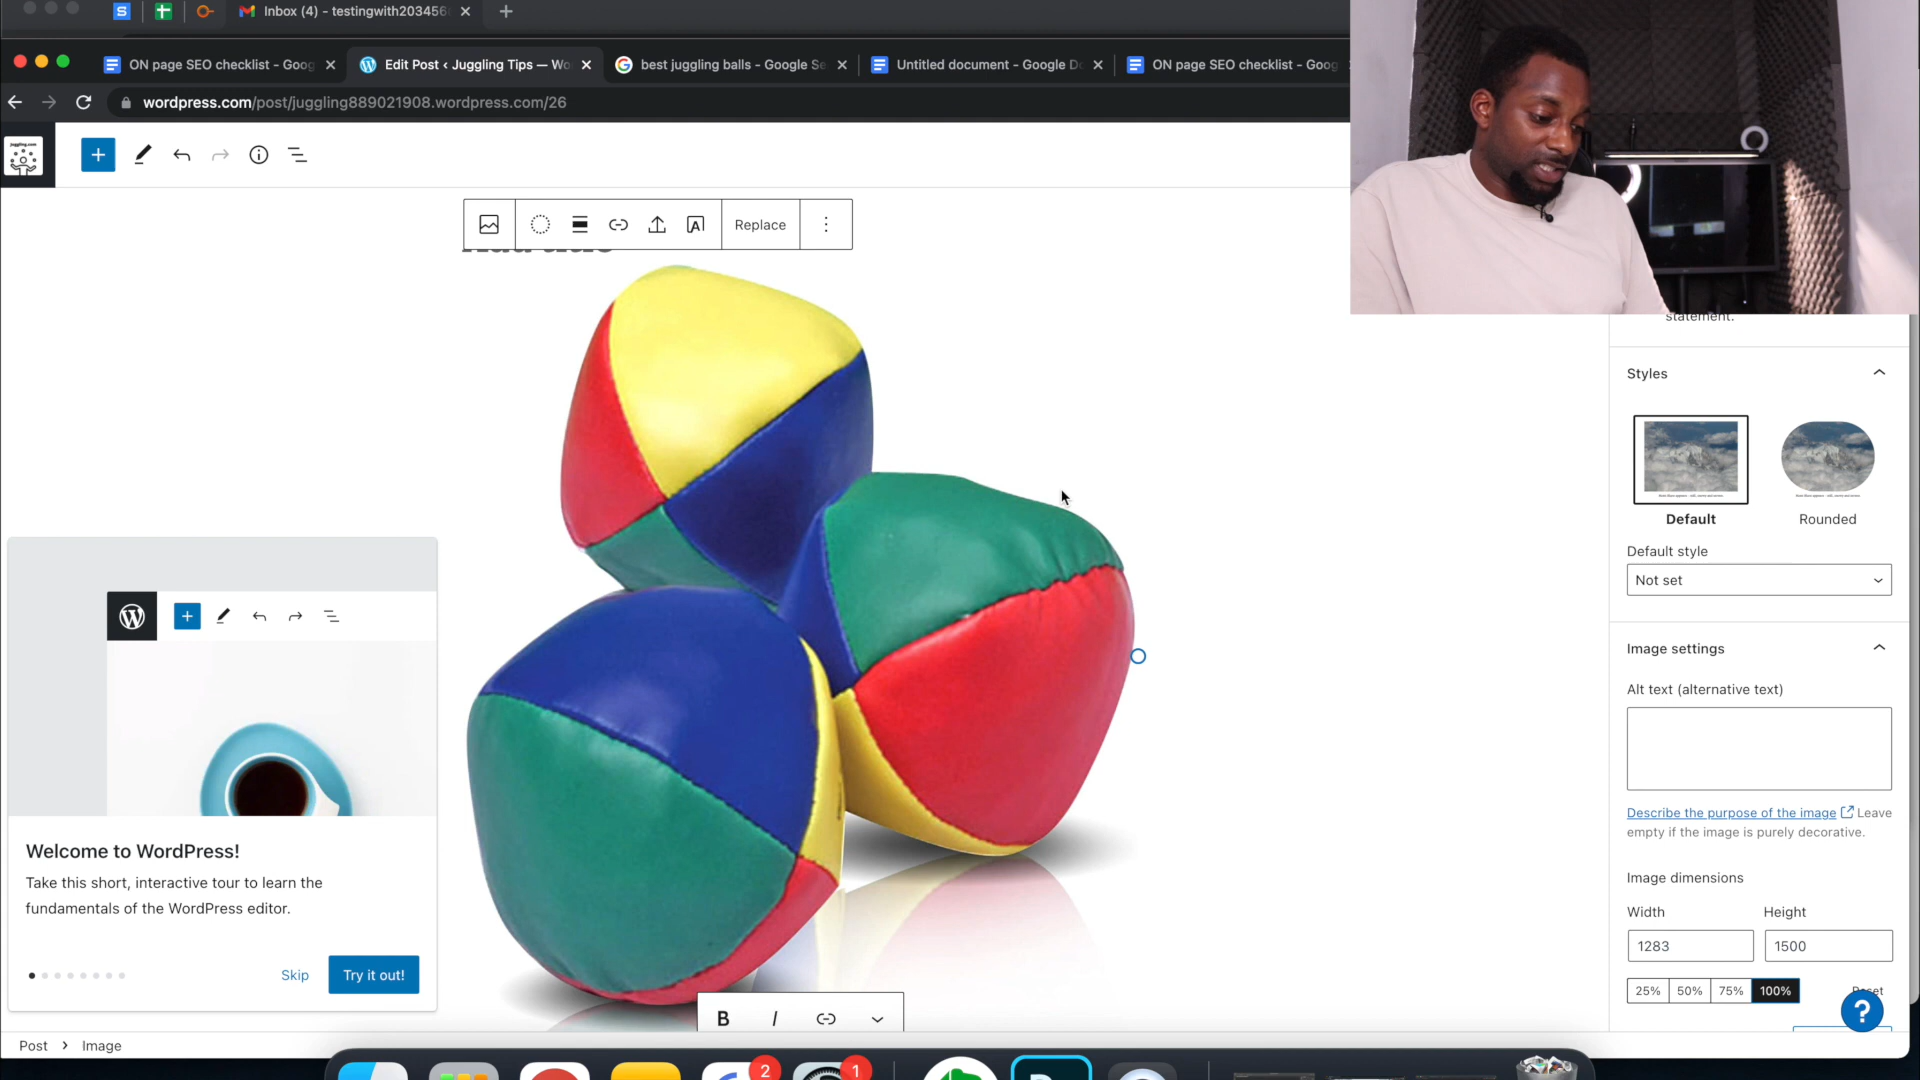 Inbox (4) - testingwith203456
ON page SEO checklist - Goog
Edit Post ‹ Juggling Tips — Wo
best juggling balls - Google Se
Untitled document - Google D
ON page SEO checklist - Goog
wordpress.com/post/juggling889021908.wordpress.com/26
Replace
statement.
Styles
Default
Rounded
Default style
Not set
Image settings
Alt text (alternative text)
Describe the purpose of the image Leave
empty if the image is purely decorative.
Image dimensions
Width
Height
1283
1500
25%
50%
75%
100%
?
Welcome to WordPress!
Take this short, interactive tour to learn the
fundamentals of the WordPress editor.
Skip
Try it out!
B I
Post › Image
2
1